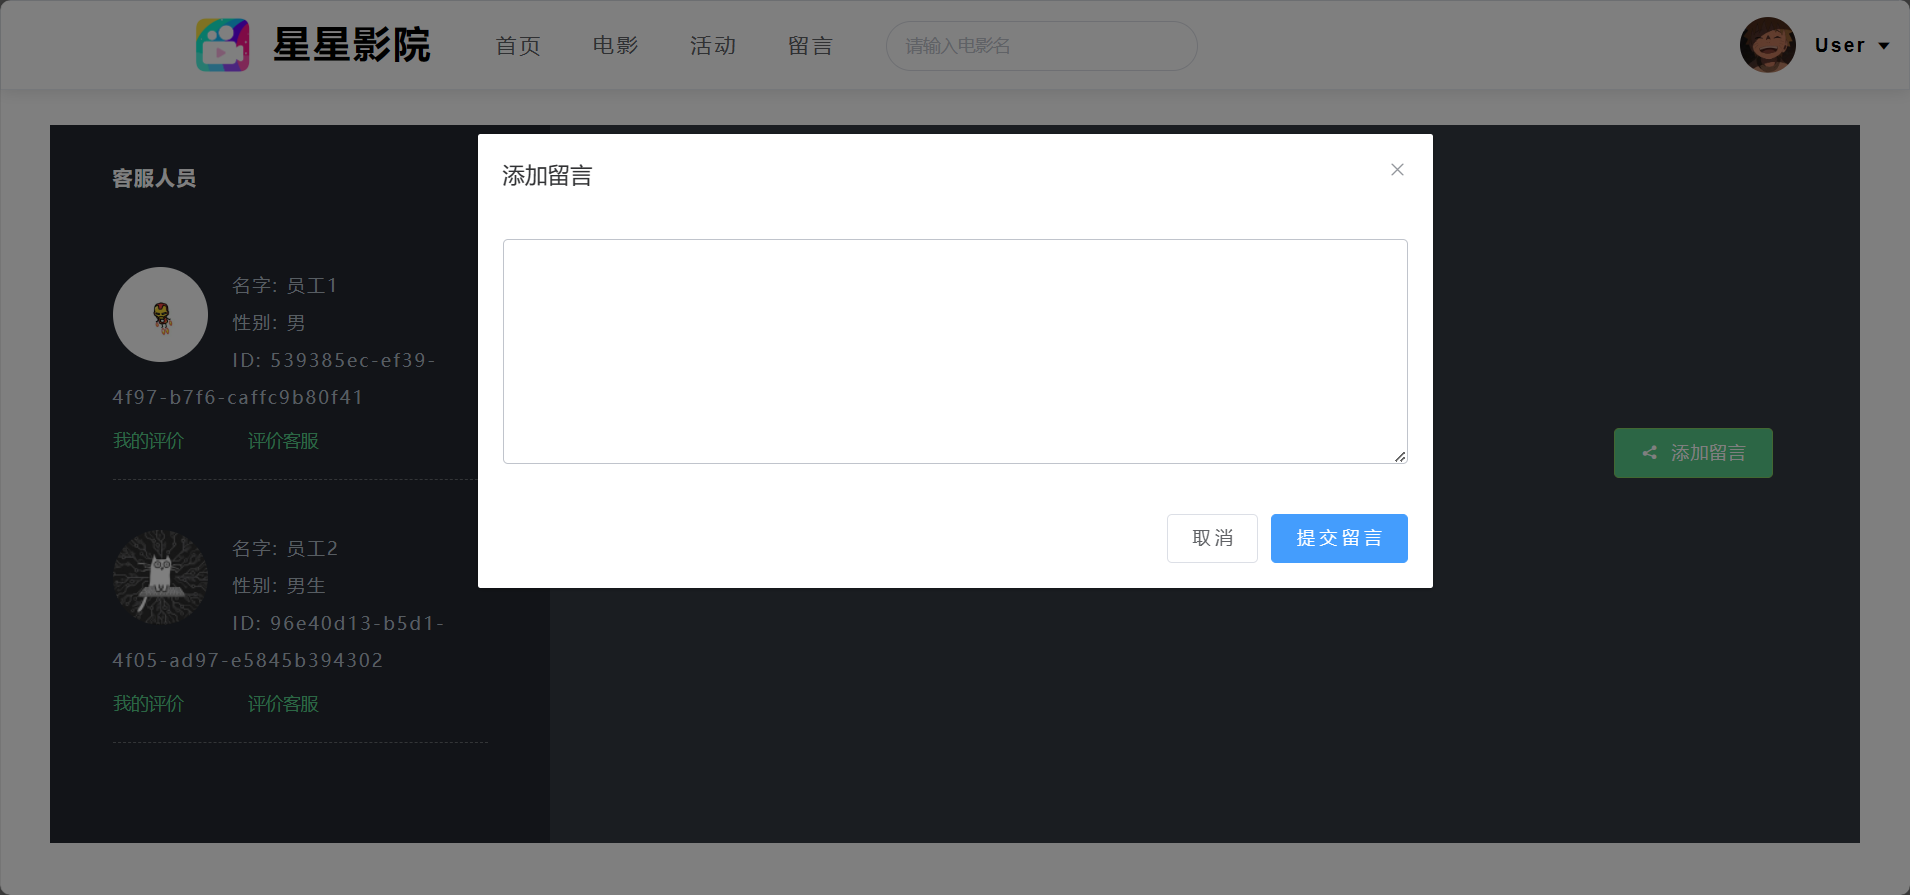 星星影院
首页 电影 活动 留言
请输入电影名
User
客服人员
名字: 员工1
性别: 男
ID: 539385ec-ef39-
4f97-b7f6-caffc9b80f41
我的评价 评价客服
名字: 员工2
性别: 男生
ID: 96e40d13-b5d1-
4f05-ad97-e5845b394302
我的评价 评价客服
添加留言
取消 提交留言
添加留言